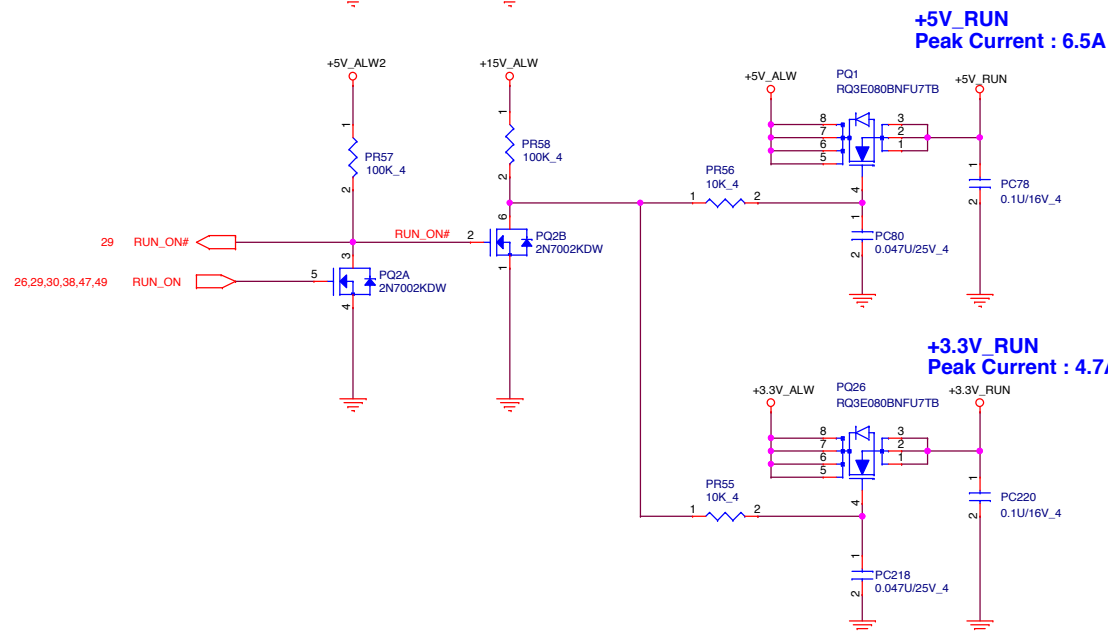 +5V_RUN
Peak Current : 6.5A
+5V_ALW2
1
PR57
100K_4
2
+15V_ALW
1
PR58
100K_4
2
29 RUN_ON#
26,29,30,38,47,49 RUN_ON
3
5
PQ2A
2N7002KDW
4
RUN_ON#
2
6
PQ2B
2N7002KDW
1
+5V_ALW
PQ1
RQ3E080BNFU7TB
+5V_RUN
8
7
6
5
3
2
1
4
PR56
10K_4
1
2
1
PC80
0.047U/25V_4
2
1
PC78
0.1U/16V_4
2
+3.3V_RUN
Peak Current : 4.7A
+3.3V_ALW
PQ26
RQ3E080BNFU7TB
+3.3V_RUN
8
7
6
5
3
2
1
4
PR55
10K_4
1
2
1
PC218
0.047U/25V_4
2
1
PC220
0.1U/16V_4
2